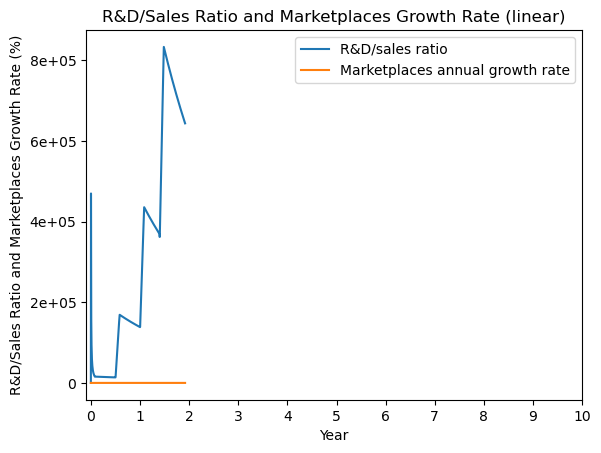 R&D/Sales Ratio and Marketplaces Growth Rate (linear)
R&D/Sales Ratio and Marketplaces Growth Rate (%)
8e+05
6e+05
4e+05
2e+05
0
R&D/sales ratio
Marketplaces annual growth rate
0 1 2 3 4 5 6 7 8 9 10
Year